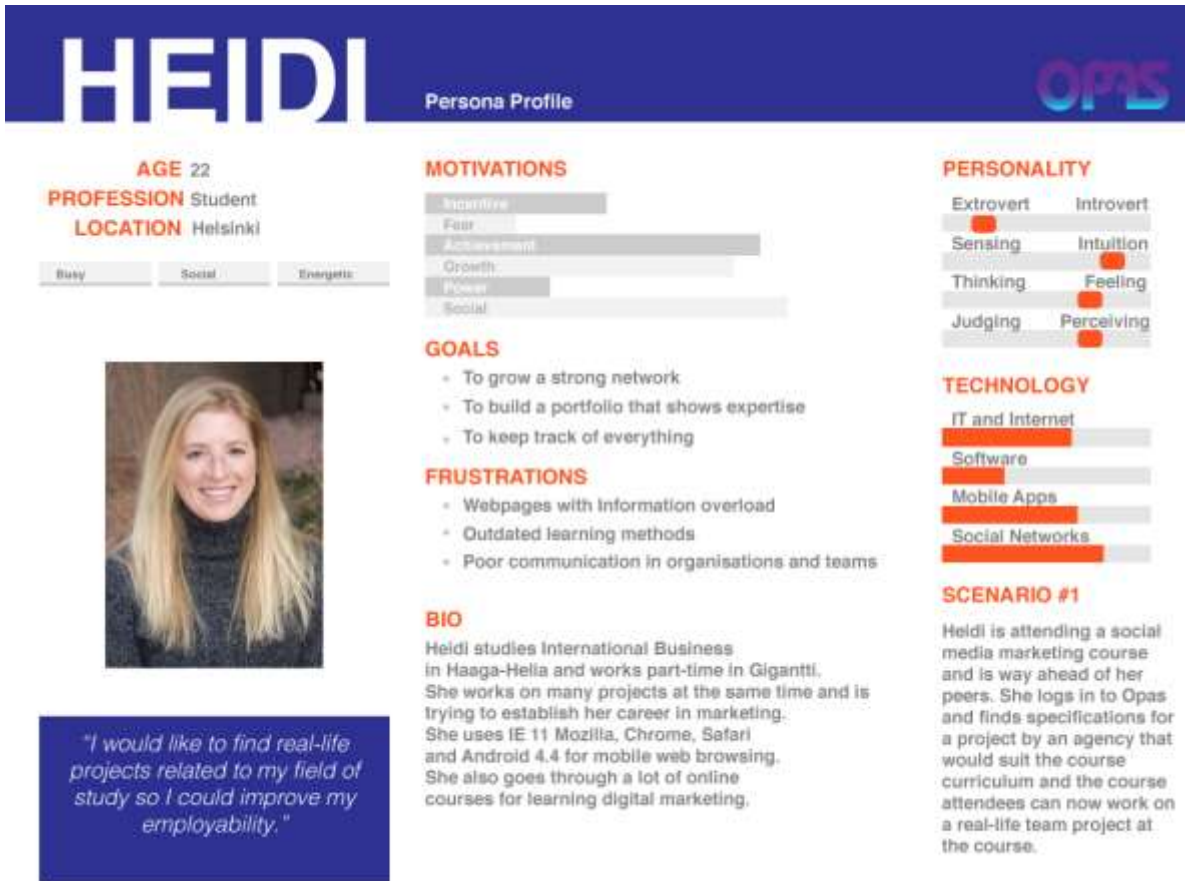 HEIDI
Persona Profile
OPAS
AGE 22
PROFESSION Student
LOCATION Helsinki
Busy Social Energetic
"I would like to find real-life
projects related to my field of
study so I could improve my
employability."
MOTIVATIONS
Incentive
Fear
Achievement
Growth
Power
Social
GOALS
To grow a strong network
To build a portfolio that shows expertise
To keep track of everything
FRUSTRATIONS
Webpages with Information overload
Outdated learning methods
Poor communication in organisations and teams
BIO
Heidi studies International Business
in Haaga-Helia and works part-time in Gigantti.
She works on many projects at the same time and is
trying to establish her career in marketing.
She uses IE 11 Mozilla, Chrome, Safari
and Android 4.4 for mobile web browsing.
She also goes through a lot of online
courses for learning digital marketing.
PERSONALITY
Extrovert Introvert
Sensing Intuition
Thinking Feeling
Judging Perceiving
TECHNOLOGY
IT and Internet
Software
Mobile Apps
Social Networks
SCENARIO #1
Heidi is attending a social
media marketing course
and is way ahead of her
peers. She logs in to Opas
and finds specifications for
a project by an agency that
would suit the course
curriculum and the course
attendees can now work on
a real-life team project at
the course.